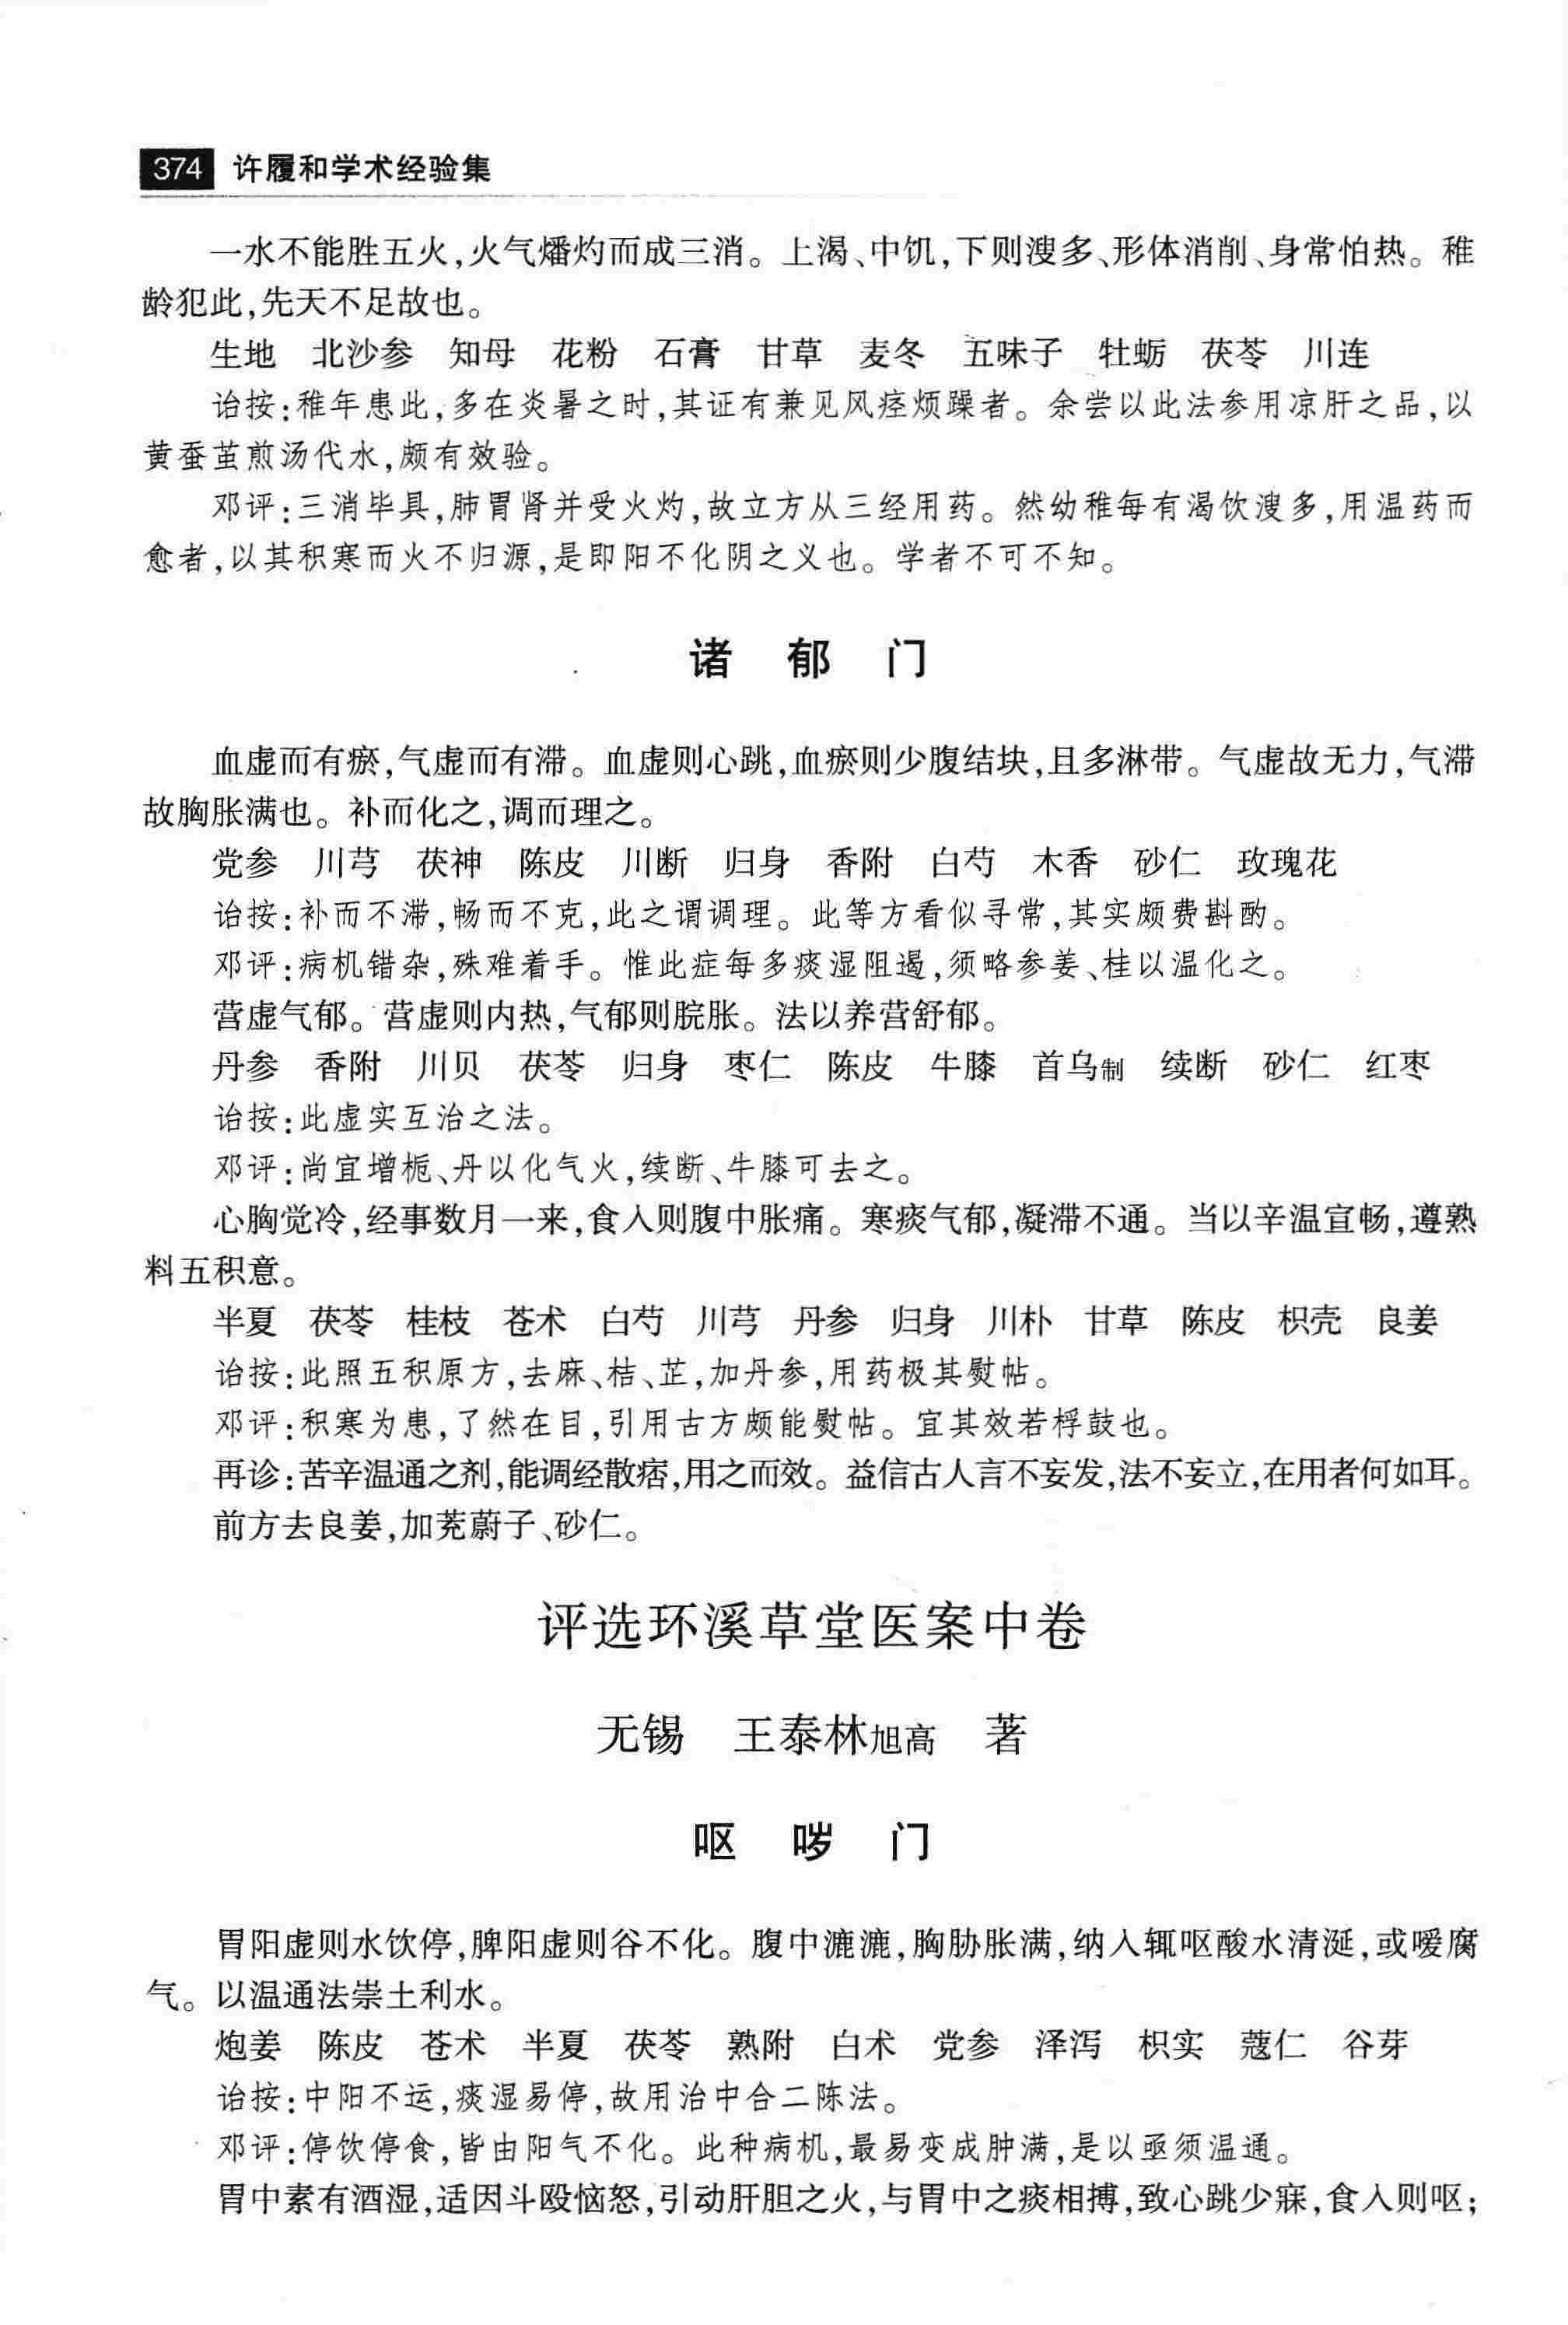 374 许履和学术经验集
一水不能胜五火,火气燔灼而成三消。上渴、中饥,下则溲多、形体消削、身常怕热。稚
龄犯此,先天不足故也。
生地 北沙参 知母 花粉 石膏 甘草 麦冬 五味子 牡蛎 茯苓 川连
诒按:稚年患此,多在炎暑之时,其证有兼见风痉烦躁者。余尝以此法参用凉肝之品,以
黄蚕茧煎汤代水,颇有效验。
邓评:三消毕具,肺胃肾并受火灼,故立方从三经用药。然幼稚每有渴饮溲多,用温药而
愈者,以其积寒而火不归源,是即阳不化阴之义也。学者不可不知。
诸 郁 门
血虚而有瘀,气虚而有滞。血虚则心跳,血瘀则少腹结块,且多淋带。气虚故无力,气滞
故胸胀满也。补而化之,调而理之。
党参 川芎 茯神 陈皮 川断 归身 香附 白芍 木香 砂仁 玫瑰花
诒按:补而不滞,畅而不克,此之谓调理。此等方看似寻常,其实颇费斟酌。
邓评:病机错杂,殊难着手。惟此症每多痰湿阻遏,须略参姜、桂以温化之。
营虚气郁。营虚则内热,气郁则脘胀。法以养营舒郁。
丹参 香附 川贝 茯苓 归身 枣仁 陈皮 牛膝 首乌制 续断 砂仁 红枣
诒按:此虚实互治之法。
邓评:尚宜增栀、丹以化气火,续断、牛膝可去之。
心胸觉冷,经事数月一来,食入则腹中胀痛。寒痰气郁,凝滞不通。当以辛温宣畅,遵熟
料五积意。
半夏 茯苓 桂枝 苍术 白芍 川芎 丹参 归身 川朴 甘草 陈皮 枳壳 良姜
诒按:此照五积原方,去麻、桔、芷,加丹参,用药极其熨帖。
邓评:积寒为患,了然在目,引用古方颇能熨帖。宜其效若桴鼓也。
再诊:苦辛温通之剂,能调经散痞,用之而效。益信古人言不妄发,法不妄立,在用者何如耳。
前方去良姜,加茺蔚子、砂仁。
评选环溪草堂医案中卷
无锡 王泰林旭高 著
呕 哕 门
胃阳虚则水饮停,脾阳虚则谷不化。腹中漉漉,胸胁胀满,纳入辄呕酸水清涎,或嗳腐
气。以温通法崇土利水。
炮姜 陈皮 苍术 半夏 茯苓 熟附 白术 党参 泽泻 枳实 蔻仁 谷芽
诒按:中阳不运,痰湿易停,故用治中合二陈法。
邓评:停饮停食,皆由阳气不化。此种病机,最易变成肿满,是以亟须温通。
胃中素有酒湿,适因斗殴恼怒,引动肝胆之火,与胃中之痰相搏,致心跳少寐,食入则呕;